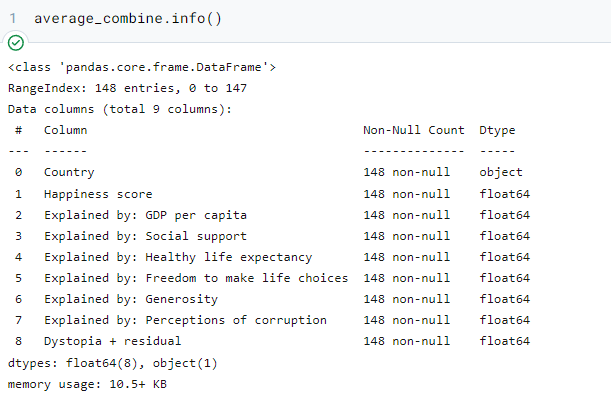 1 average_combine.info()
<class 'pandas.core.frame.DataFrame'>
RangeIndex: 148 entries, 0 to 147
Data columns (total 9 columns):
 #   Column                                     Non-Null Count  Dtype
---  ------                                     --------------  -----
 0   Country                                    148 non-null    object
 1   Happiness score                            148 non-null    float64
 2   Explained by: GDP per capita               148 non-null    float64
 3   Explained by: Social support               148 non-null    float64
 4   Explained by: Healthy life expectancy      148 non-null    float64
 5   Explained by: Freedom to make life choices 148 non-null    float64
 6   Explained by: Generosity                   148 non-null    float64
 7   Explained by: Perceptions of corruption    148 non-null    float64
 8   Dystopia + residual                        148 non-null    float64
dtypes: float64(8), object(1)
memory usage: 10.5+ KB